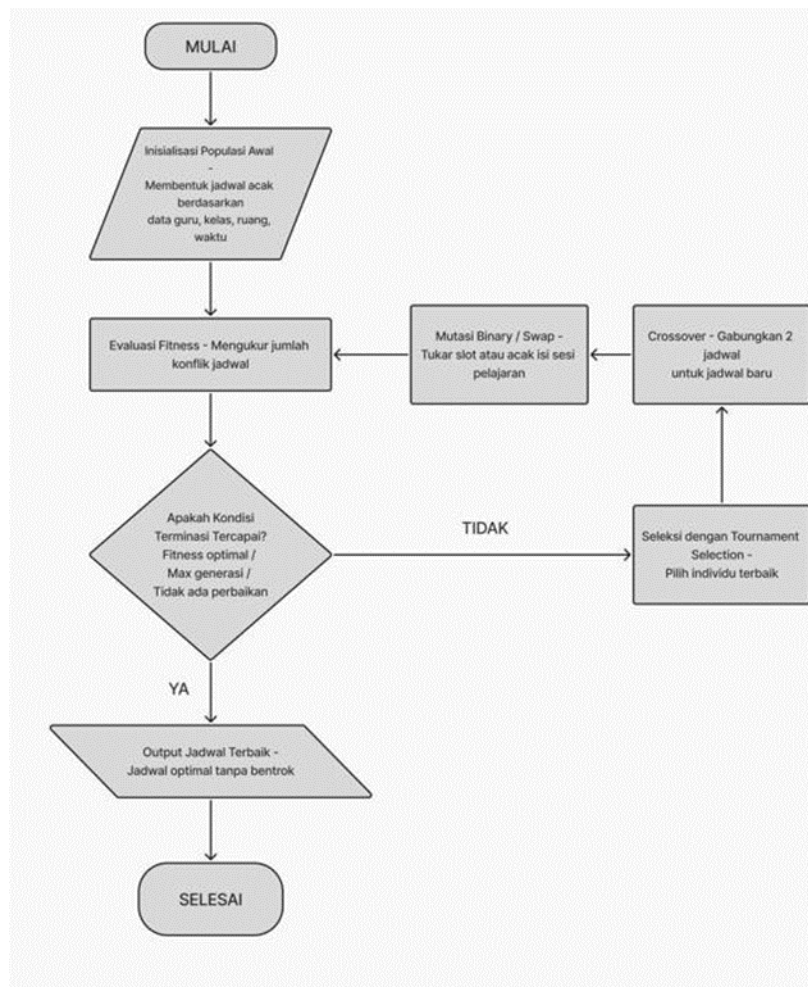 MULAI
Inisialisasi Populasi Awal
-
Membentuk jadwal acak
berdasarkan
data guru, kelas, ruang,
waktu
Evaluasi Fitness - Mengukur jumlah
konflik jadwal
Mutasi Binary / Swap -
Tukar slot atau acak isi sesi
pelajaran
Crossover - Gabungkan 2
jadwal
untuk jadwal baru
Apakah Kondisi
Terminasi Tercapai?
Fitness optimal /
Max generasi /
Tidak ada perbaikan
TIDAK
Seleksi dengan Tournament
Selection -
Pilih individu terbaik
YA
Output Jadwal Terbaik -
Jadwal optimal tanpa bentrok
SELESAI